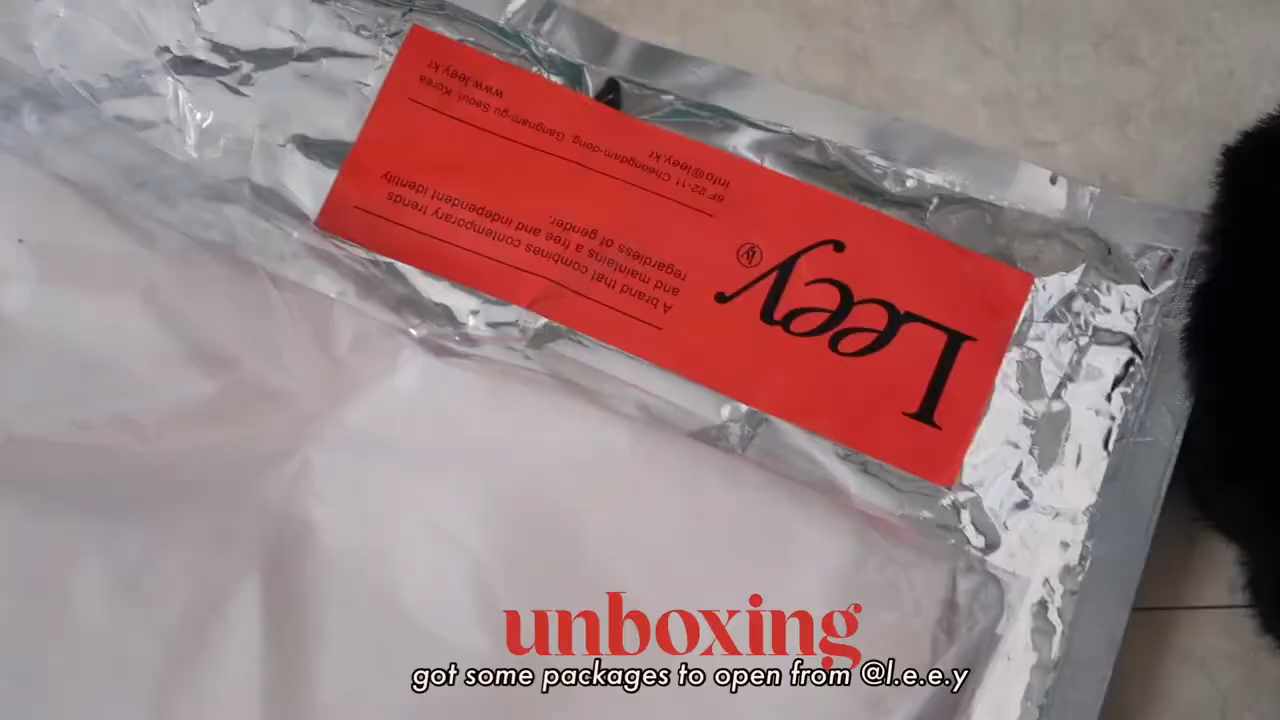 Leey
ly
A brand that combines contemporary trends
and maintains a free and independent identity
regardless of gender.
6F 22-11 Cheongdam-dong, Gangnam-gu Seoul, Korea
info@leey.kr
www.leey.kr
unboxing
got some packages to open from @l.e.e.y